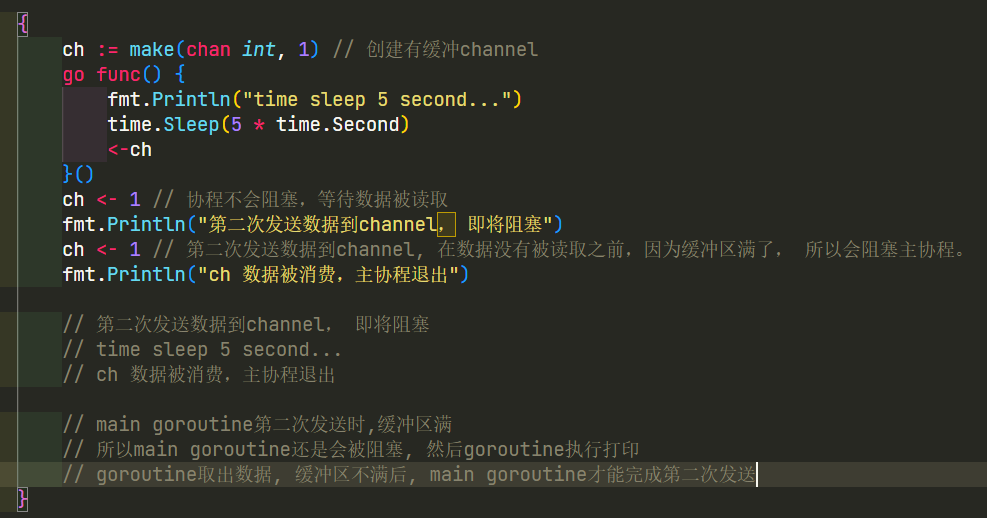 {
ch := make(chan int, 1) // 创建有缓冲channel
go func() {
fmt.Println("time sleep 5 second...")
time.Sleep(5 * time.Second)
<-ch
}()
ch <- 1 // 协程不会阻塞，等待数据被读取
fmt.Println("第二次发送数据到channel， 即将阻塞")
ch <- 1 // 第二次发送数据到channel, 在数据没有被读取之前，因为缓冲区满了， 所以会阻塞主协程。
fmt.Println("ch 数据被消费，主协程退出")
// 第二次发送数据到channel， 即将阻塞
// time sleep 5 second...
// ch 数据被消费，主协程退出
// main goroutine第二次发送时,缓冲区满
// 所以main goroutine还是会被阻塞, 然后goroutine执行打印
// goroutine取出数据, 缓冲区不满后, main goroutine才能完成第二次发送
}